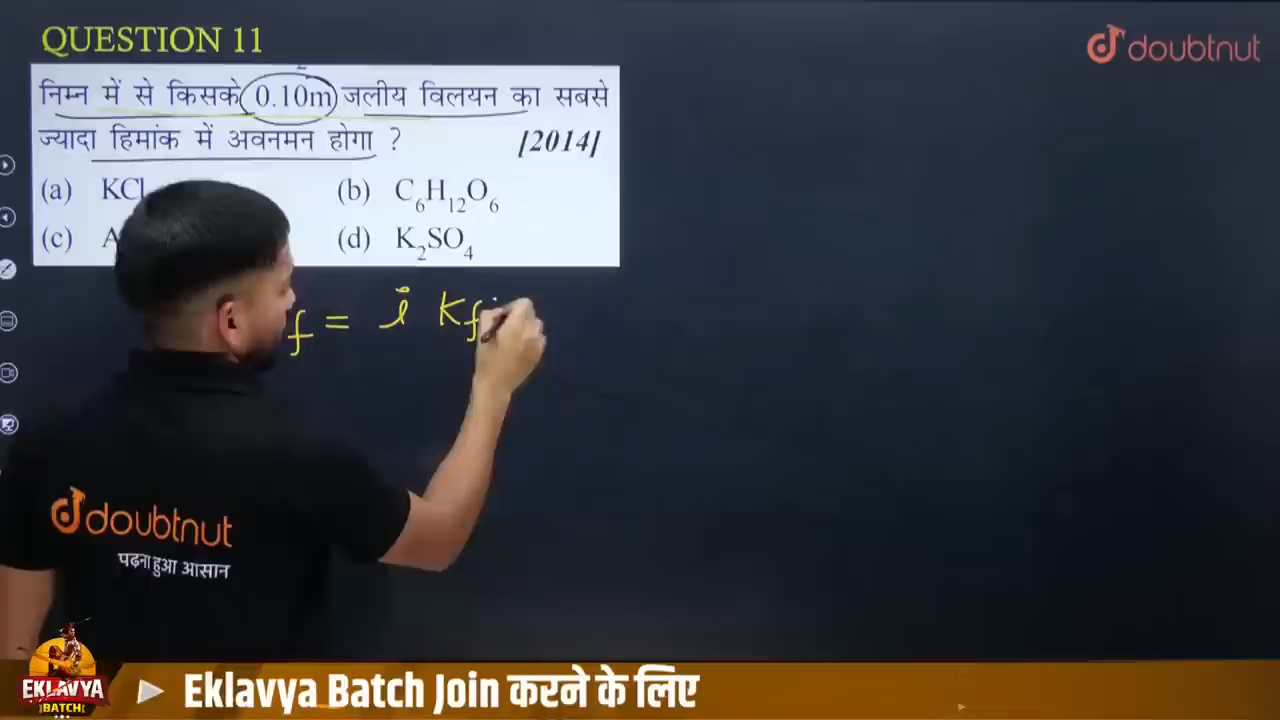 QUESTION 11
doubtnut
निम्न में से किसके 0.10m जलीय विलयन का सबसे
ज्यादा हिमांक में अवनमन होगा ? [2014]
(a) KCl (b) C₆H₁₂O₆
(c) A (d) K₂SO₄
f = i Kf
doubtnut
पढ़ना हुआ आसान
EKLAVYA
BATCH
Eklavya Batch Join करने के लिए